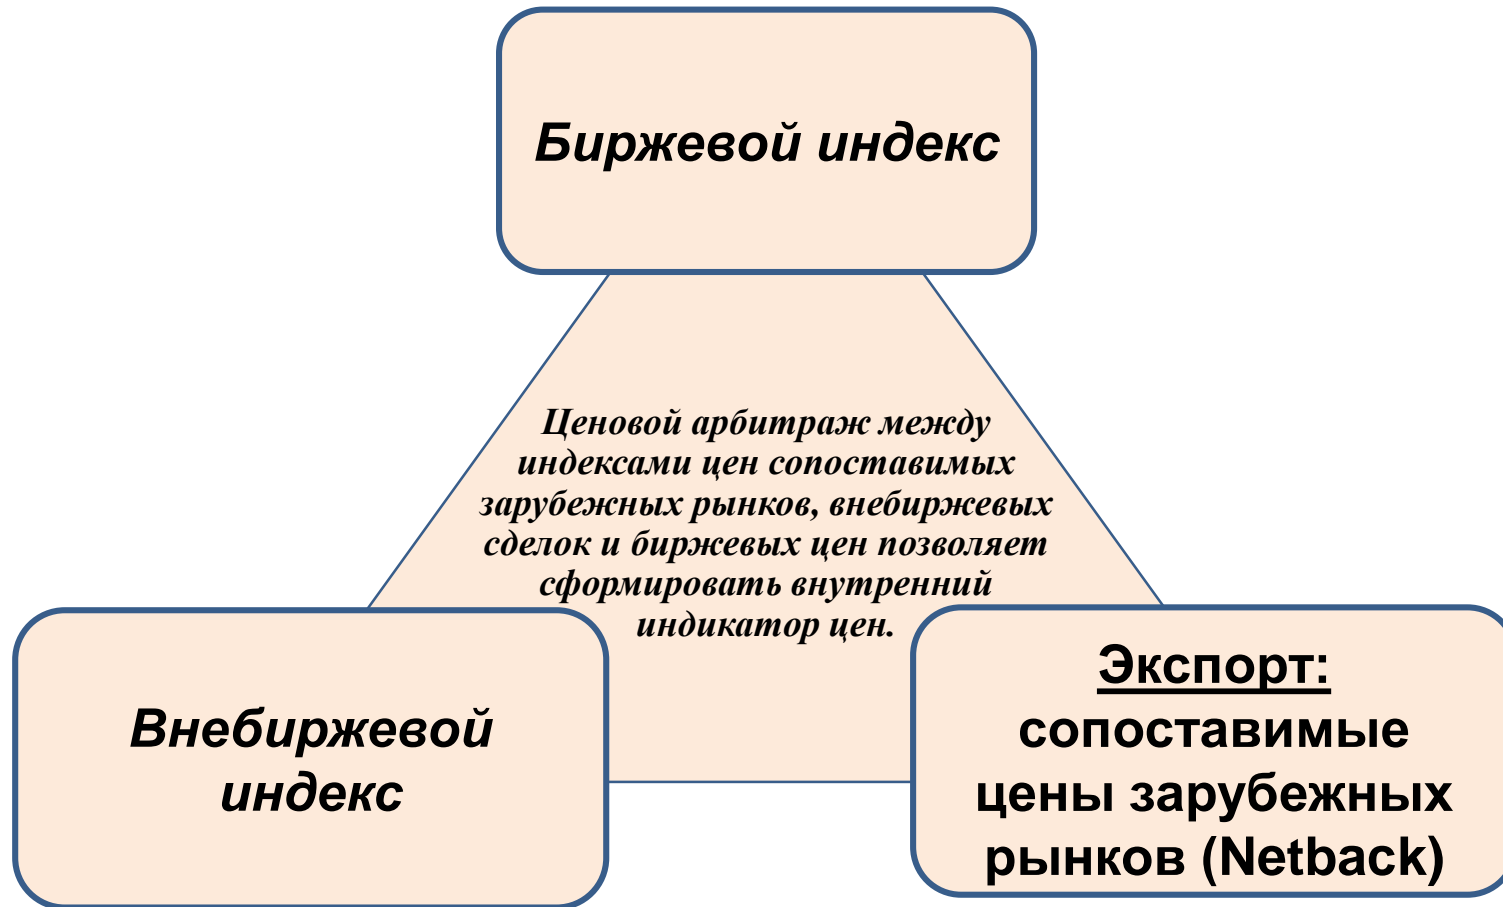 Биржевой индекс
Ценовой арбитраж между
индексами цен сопоставимых
зарубежных рынков, внебиржевых
сделок и биржевых цен позволяет
сформировать внутренний
индикатор цен.
Внебиржевой
индекс
Экспорт:
сопоставимые
цены зарубежных
рынков (Netback)